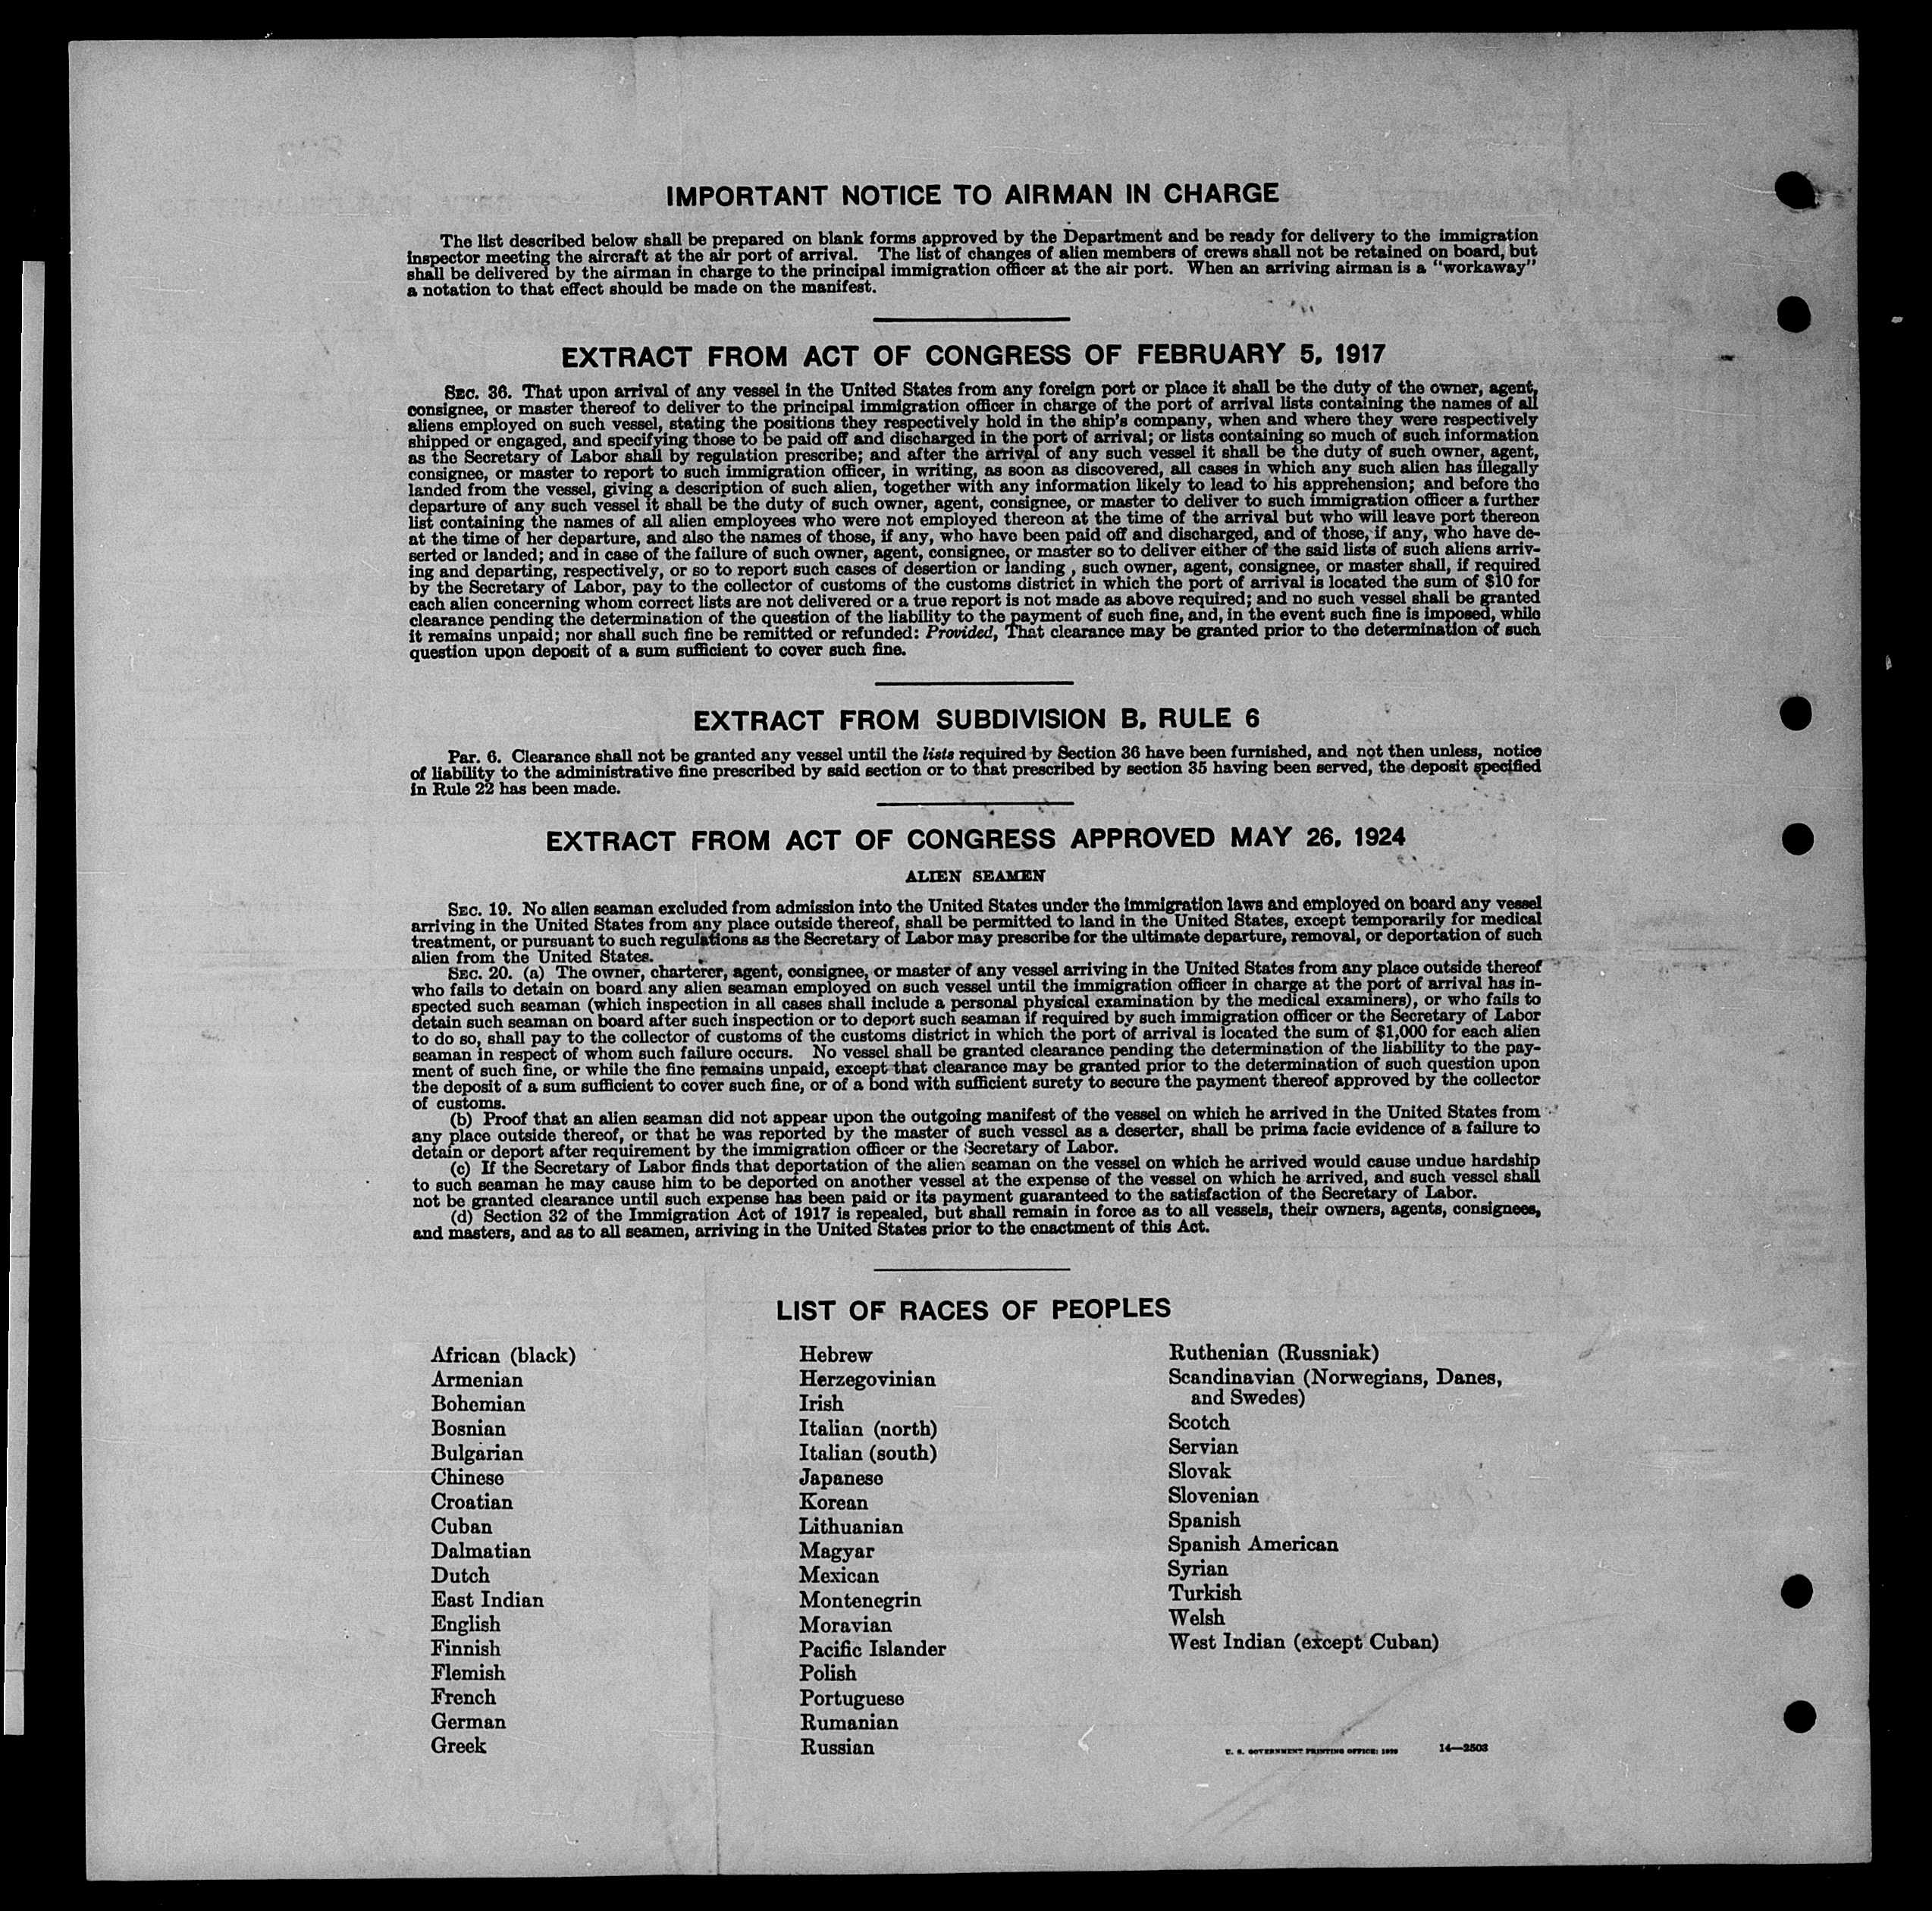 IMPORTANT NOTICE TO AIRMAN IN CHARGE
The list described below shall be prepared on blank forms approved by the Department and be ready for delivery to the immigration
inspector meeting the aircraft at the air port of arrival. The list of changes of alien members of crews shall not be retained on board, but
shall be delivered by the airman in charge to the principal immigration officer at the air port. When an arriving airman is a "workaway"
a notation to that effect should be made on the manifest.
EXTRACT FROM ACT OF CONGRESS OF FEBRUARY 5, 1917
SEC. 36. That upon arrival of any vessel in the United States from any foreign port or place it shall be the duty of the owner, agent,
consignee, or master thereof to deliver to the principal immigration officer in charge of the port of arrival lists containing the names of all
aliens employed on such vessel, stating the positions they respectively hold in the ship's company, when and where they were respectively
shipped or engaged, and specifying those to be paid off and discharged in the port of arrival; or lists containing so much of such information
as the Secretary of Labor shall by regulation prescribe; and after the arrival of any such vessel it shall be the duty of such owner, agent,
consignee, or master to report to such immigration officer, in writing, as soon as discovered, all cases in which any such alien has illegally
landed from the vessel, giving a description of such alien, together with any information likely to lead to his apprehension; and before the
departure of any such vessel it shall be the duty of such owner, agent, consignee, or master to deliver to such immigration officer a further
list containing the names of all alien employees who were not employed thereon at the time of the arrival but who will leave port thereon
at the time of her departure, and also the names of those, if any, who have been paid off and discharged, and of those, if any, who have de-
serted or landed; and in case of the failure of such owner, agent, consignee, or master so to deliver either of the said lists of such aliens arriv-
ing and departing, respectively, or so to report such cases of desertion or landing , such owner, agent, consignee, or master shall, if required
by the Secretary of Labor, pay to the collector of customs of the customs district in which the port of arrival is located the sum of $10 for
each alien concerning whom correct lists are not delivered or a true report is not made as above required; and no such vessel shall be granted
clearance pending the determination of the question of the liability to the payment of such fine, and, in the event such fine is imposed, while
it remains unpaid; nor shall such fine be remitted or refunded: Provided, That clearance may be granted prior to the determination of such
question upon deposit of a sum sufficient to cover such fine.
EXTRACT FROM SUBDIVISION B, RULE 6
Par. 6. Clearance shall not be granted any vessel until the lists required by Section 36 have been furnished, and not then unless, notice
of liability to the administrative fine prescribed by said section or to that prescribed by section 35 having been served, the deposit specified
in Rule 22 has been made.
EXTRACT FROM ACT OF CONGRESS APPROVED MAY 26, 1924
ALIEN SEAMEN
SEC. 19. No alien seaman excluded from admission into the United States under the immigration laws and employed on board any vessel
arriving in the United States from any place outside thereof, shall be permitted to land in the United States, except temporarily for medical
treatment, or pursuant to such regulations as the Secretary of Labor may prescribe for the ultimate departure, removal, or deportation of such
alien from the United States.
SEC. 20. (a) The owner, charterer, agent, consignee, or master of any vessel arriving in the United States from any place outside thereof
who fails to detain on board any alien seaman employed on such vessel until the immigration officer in charge at the port of arrival has in-
spected such seaman (which inspection in all cases shall include a personal physical examination by the medical examiners), or who fails to
detain such seaman on board after such inspection or to deport such seaman if required by such immigration officer or the Secretary of Labor
to do so, shall pay to the collector of customs of the customs district in which the port of arrival is located the sum of $1,000 for each alien
seaman in respect of whom such failure occurs. No vessel shall be granted clearance pending the determination of the liability to the pay-
ment of such fine, or while the fine remains unpaid, except that clearance may be granted prior to the determination of such question upon
the deposit of a sum sufficient to cover such fine, or of a bond with sufficient surety to secure the payment thereof approved by the collector
of customs.
(b) Proof that an alien seaman did not appear upon the outgoing manifest of the vessel on which he arrived in the United States from
any place outside thereof, or that he was reported by the master of such vessel as a deserter, shall be prima facie evidence of a failure to
detain or deport after requirement by the immigration officer or the Secretary of Labor.
(c) If the Secretary of Labor finds that deportation of the alien seaman on the vessel on which he arrived would cause undue hardship
to such seaman he may cause him to be deported on another vessel at the expense of the vessel on which he arrived, and such vessel shall
not be granted clearance until such expense has been paid or its payment guaranteed to the satisfaction of the Secretary of Labor.
(d) Section 32 of the Immigration Act of 1917 is repealed, but shall remain in force as to all vessels, their owners, agents, consignees,
and masters, and as to all seamen, arriving in the United States prior to the enactment of this Act.
LIST OF RACES OF PEOPLES
African (black)
Armenian
Bohemian
Bosnian
Bulgarian
Chinese
Croatian
Cuban
Dalmatian
Dutch
East Indian
English
Finnish
Flemish
French
German
Greek
Hebrew
Herzegovinian
Irish
Italian (north)
Italian (south)
Japanese
Korean
Lithuanian
Magyar
Mexican
Montenegrin
Moravian
Pacific Islander
Polish
Portuguese
Rumanian
Russian
Ruthenian (Russniak)
Scandinavian (Norwegians, Danes,
and Swedes)
Scotch
Servian
Slovak
Slovenian
Spanish
Spanish American
Syrian
Turkish
Welsh
West Indian (except Cuban)
U. S. GOVERNMENT PRINTING OFFICE: 14—2503